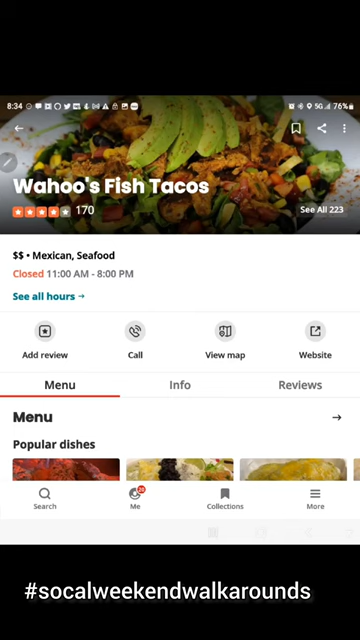 8:34
5G 76%
Wahoo's Fish Tacos
170
See All 223
$$ • Mexican, Seafood
Closed 11:00 AM - 8:00 PM
See all hours →
Add review
Call
View map
Website
Menu
Info
Reviews
Menu →
Popular dishes
Search
Me
Collections
More
#socalweekendwalkarounds